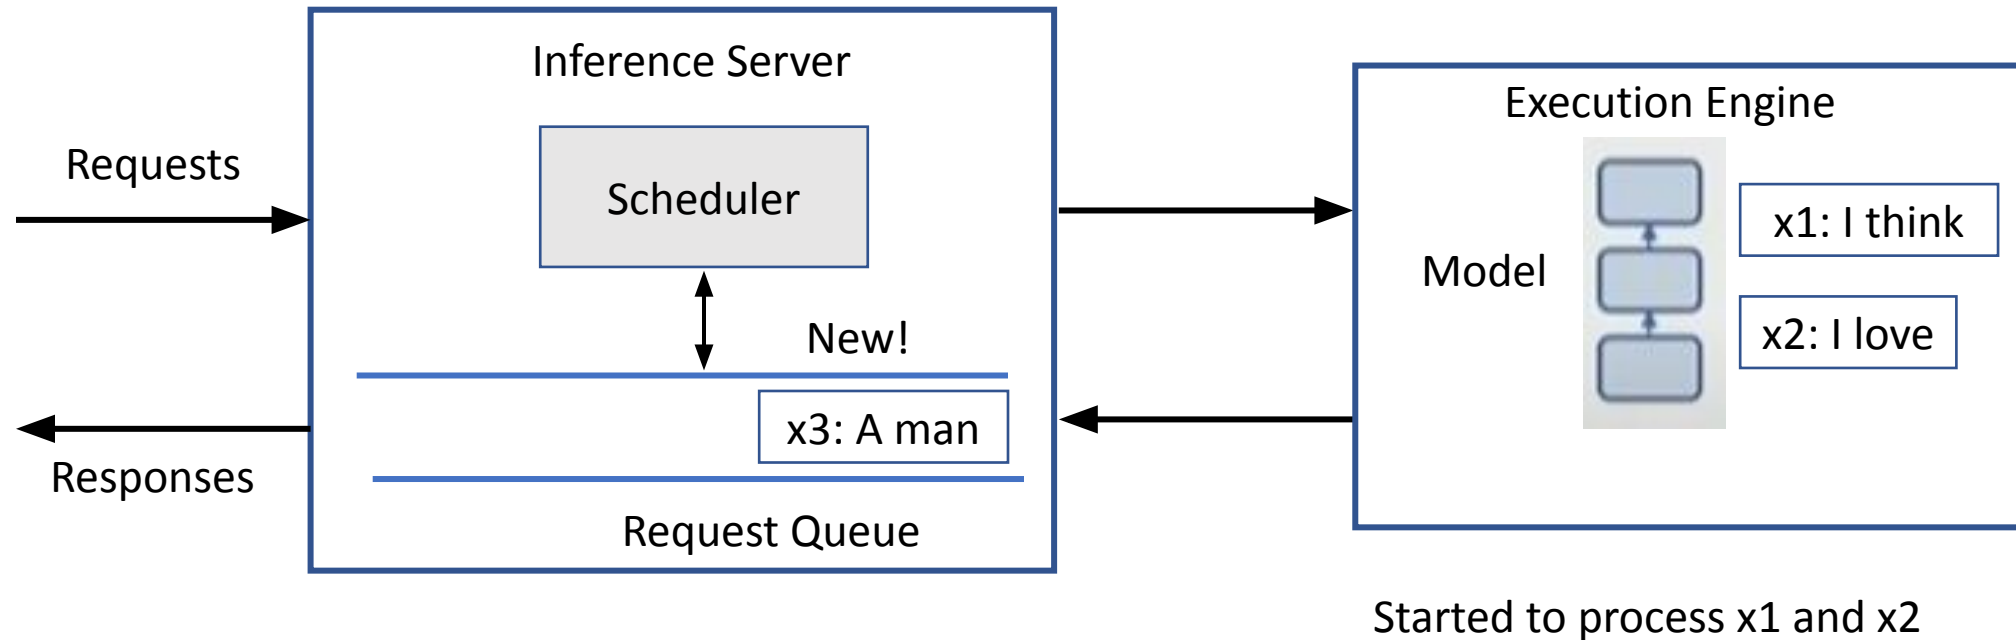 Inference Server
Scheduler
Requests
Responses
New!
x3: A man
Request Queue
Execution Engine
Model
x1: I think
x2: I love
Started to process x1 and x2